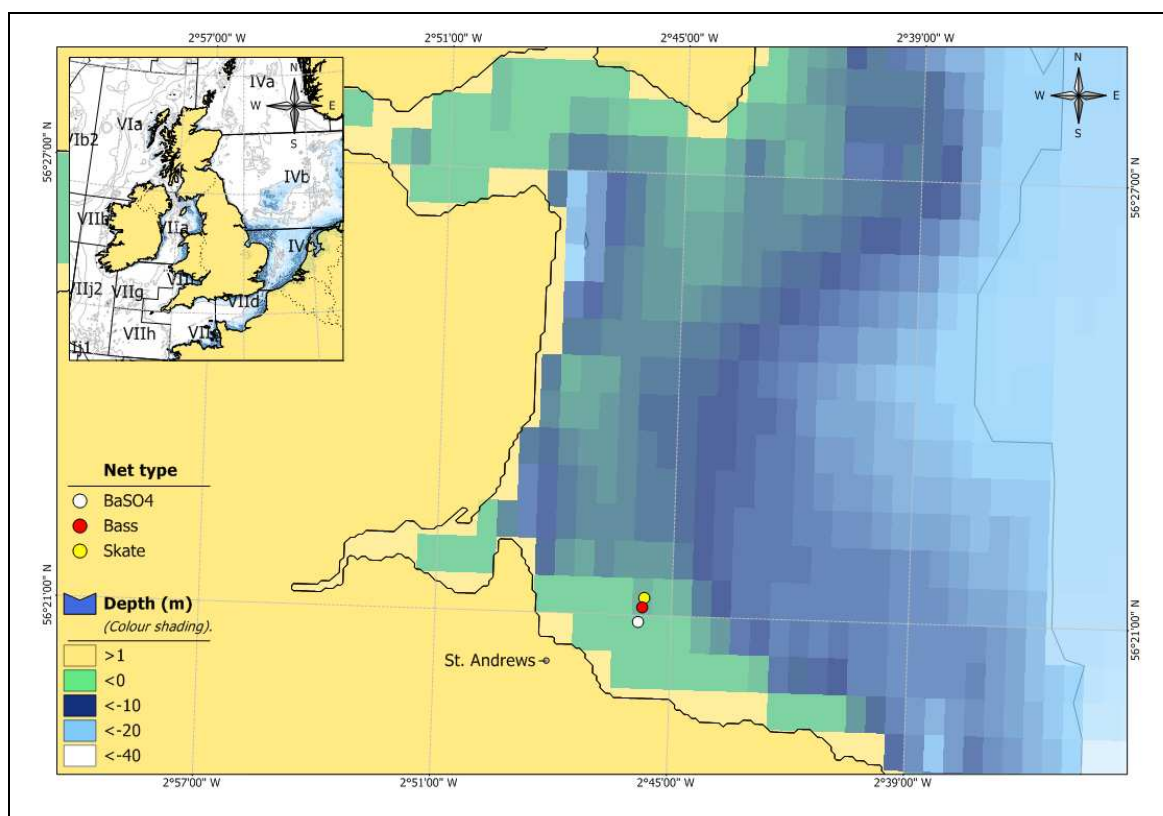 2°57'00" W 2°51'00" W 2°45'00" W 2°39'00" W
N
W E
S
IVa
N
W E
S
VIa
VIb2
IVb
VIIb
VIIa
IVc
VIIj2
VIIg
VIId
VIIh
56°27'00" N
56°27'00" N
Net type
BaSO4
Bass
Skate
56°21'00" N
56°21'00" N
Depth (m)
(Colour shading).
>1
<0
<-10
<-20
<-40
St. Andrews
2°57'00" W 2°51'00" W 2°45'00" W 2°39'00" W